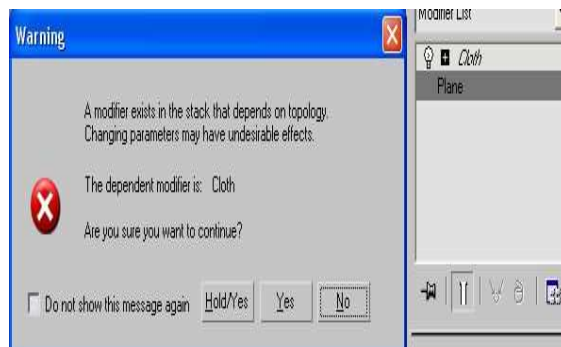 Warning
A modifier exists in the stack that depends on topology.
Changing parameters may have undesirable effects.
The dependent modifier is: Cloth
Are you sure you want to continue?
Do not show this message again
Hold/Yes
Yes
No
Modifier List
Cloth
Plane